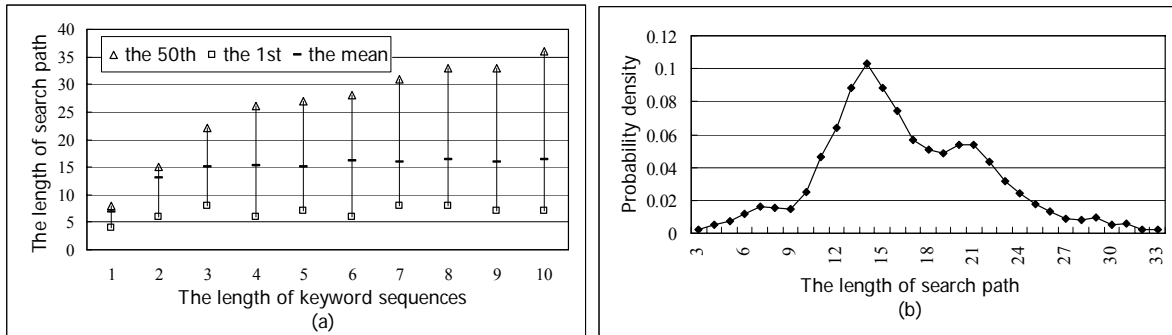 40
35
30
25
20
15
10
5
0
The length of search path
the 50th the 1st the mean
1 2 3 4 5 6 7 8 9 10
The length of keyword sequences
(a)
0.12
0.1
0.08
0.06
0.04
0.02
0
Probability density
3 6 9 12 15 18 21 24 27 30 33
The length of search path
(b)